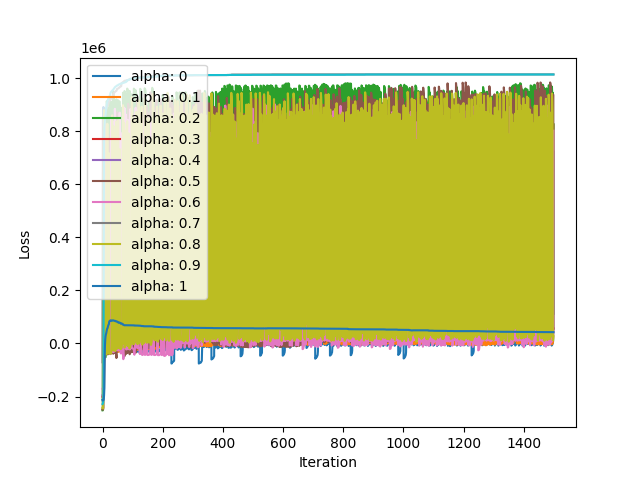 1e6
1.0
0.8
0.6
0.4
0.2
0.0
−0.2
Loss
alpha: 0
alpha: 0.1
alpha: 0.2
alpha: 0.3
alpha: 0.4
alpha: 0.5
alpha: 0.6
alpha: 0.7
alpha: 0.8
alpha: 0.9
alpha: 1
0 200 400 600 800 1000 1200 1400
Iteration